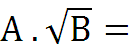 A . √B =